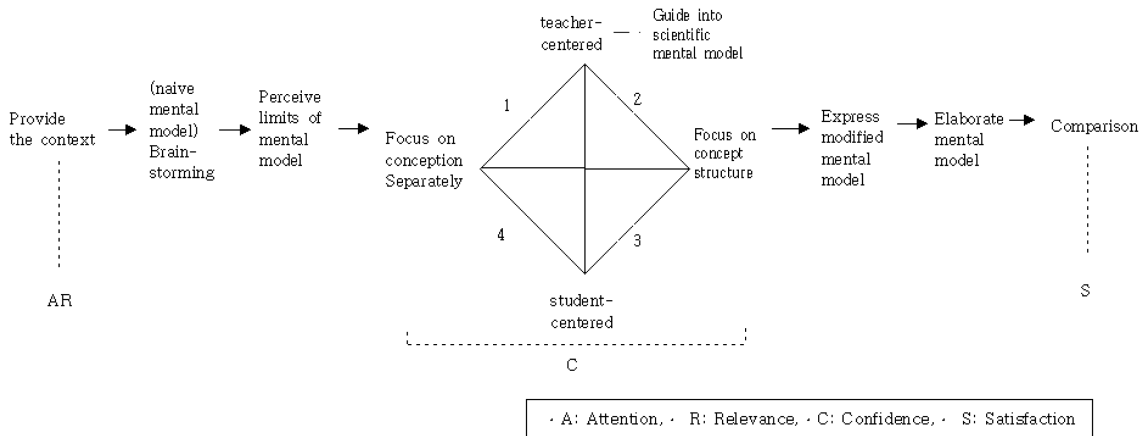 teacher-
centered
Guide into
scientific
mental model
Provide
the context
(naive
mental
model)
Brain-
storming
Perceive
limits of
mental
model
Focus on
conception
Separately
1
2
4
3
Focus on
concept
structure
Express
modified
mental
model
Elaborate
mental
model
Comparison
AR
student-
centered
C
S
· A: Attention, · R: Relevance, · C: Confidence, · S: Satisfaction